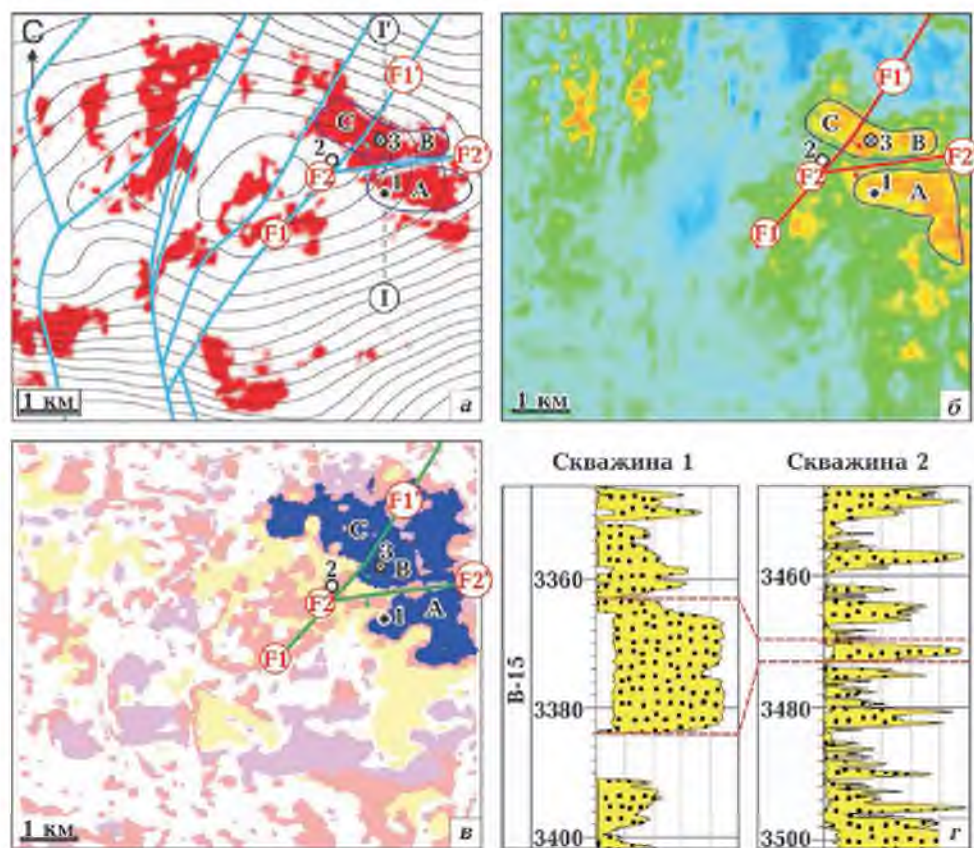 С
I'
F1'
C
3
B
2
F2
F2'
1
A
F1
I
1 км
а
F1'
C
3
B
2
F2
F2'
1
A
F1
1 км
б
F1'
C
3
2
B
F2'
F2
A
1
F1
1 км
в
Скважина 1
Скважина 2
В-15
3360
3380
3400
3460
3480
3500
г